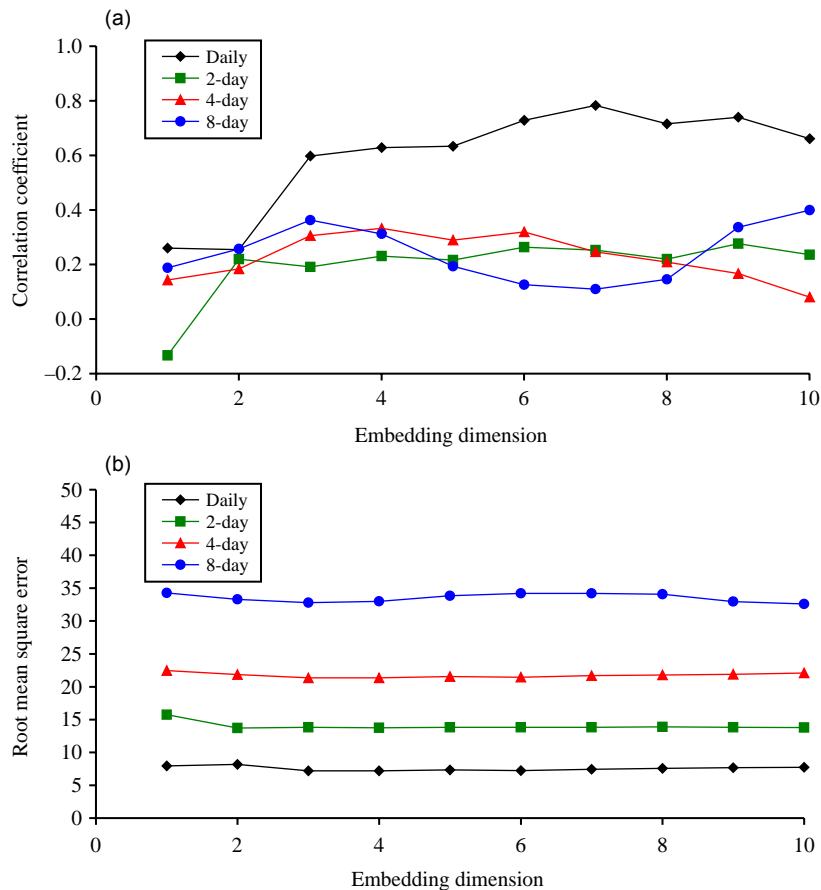 (a)
Daily
2-day
4-day
8-day
1.0
0.8
0.6
0.4
0.2
0.0
–0.2
Correlation coefficient
0 2 4 6 8 10
Embedding dimension
(b)
Daily
2-day
4-day
8-day
50
45
40
35
30
25
20
15
10
5
0
Root mean square error
0 2 4 6 8 10
Embedding dimension